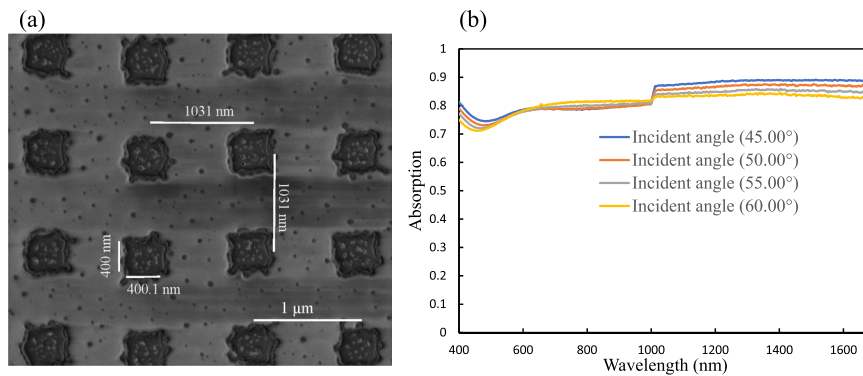 (a)
1031 nm
1031 nm
400 nm
400.1 nm
1 µm
(b)
1
0.9
0.8
0.7
0.6
0.5
0.4
0.3
0.2
0.1
0
Absorption
Incident angle (45.00°)
Incident angle (50.00°)
Incident angle (55.00°)
Incident angle (60.00°)
400 600 800 1000 1200 1400 1600
Wavelength (nm)